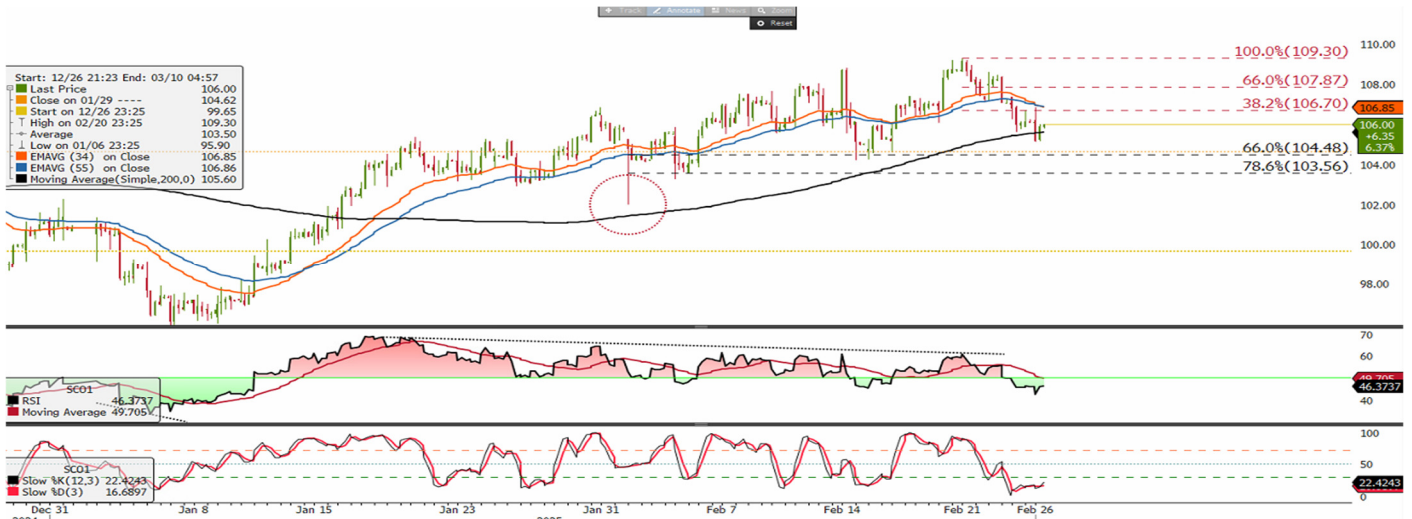 Track Annotate News Zoom
Reset
Start: 12/26 21:23 End: 03/10 04:57
Last Price 106.00
Close on 01/29 ---- 104.62
Start on 12/26 23:25 99.65
High on 02/20 23:25 109.30
Average 103.50
Low on 01/06 23:25 95.90
EMAVG (34) on Close 106.85
EMAVG (55) on Close 106.86
Moving Average(Simple,200,0) 105.60
100.0%(109.30)
66.0%(107.87)
38.2%(106.70)
66.0%(104.48)
78.6%(103.56)
110.00
108.00
106.85
106.00
+6.35
6.37%
104.00
102.00
100.00
98.00
SCO1
RSI 46.3737
Moving Average 49.705
70
60
49.705
46.3737
40
SCO1
Slow %K(12,3) 22.4243
Slow %D(3) 16.6897
100
50
22.4243
0
Dec 31 Jan 8 Jan 15 Jan 23 Jan 31 Feb 7 Feb 14 Feb 21 Feb 26
2024 2025